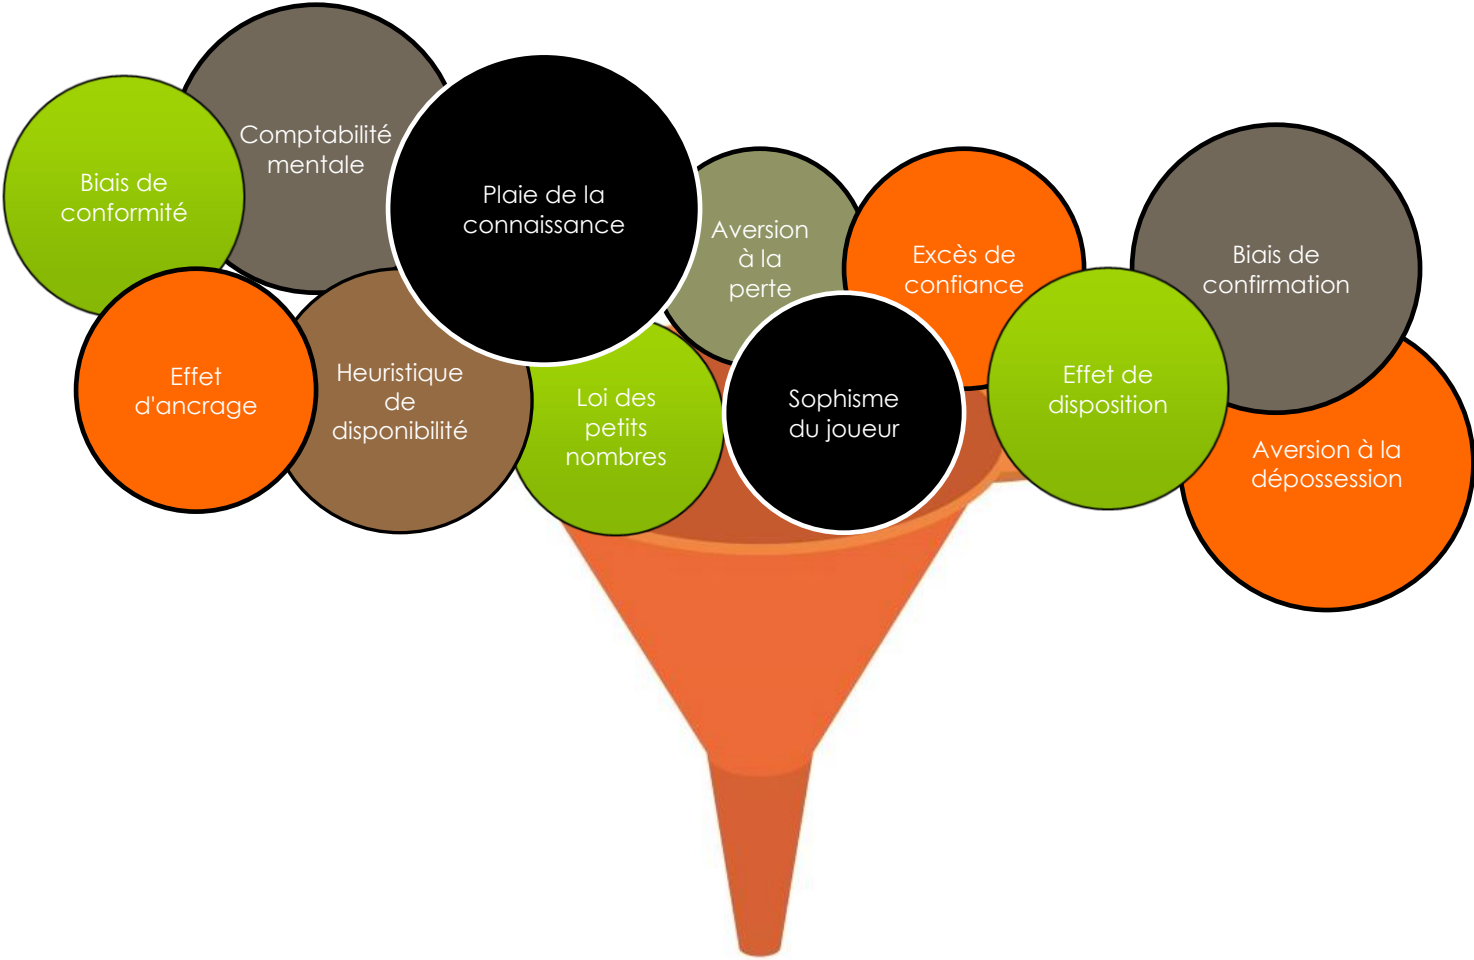 Comptabilité
mentale
Biais de
conformité
Plaie de la
connaissance
Aversion
à la
perte
Excès de
confiance
Biais de
confirmation
Effet
d'ancrage
Heuristique
de
disponibilité
Loi des
petits
nombres
Sophisme
du joueur
Effet de
disposition
Aversion à la
dépossession